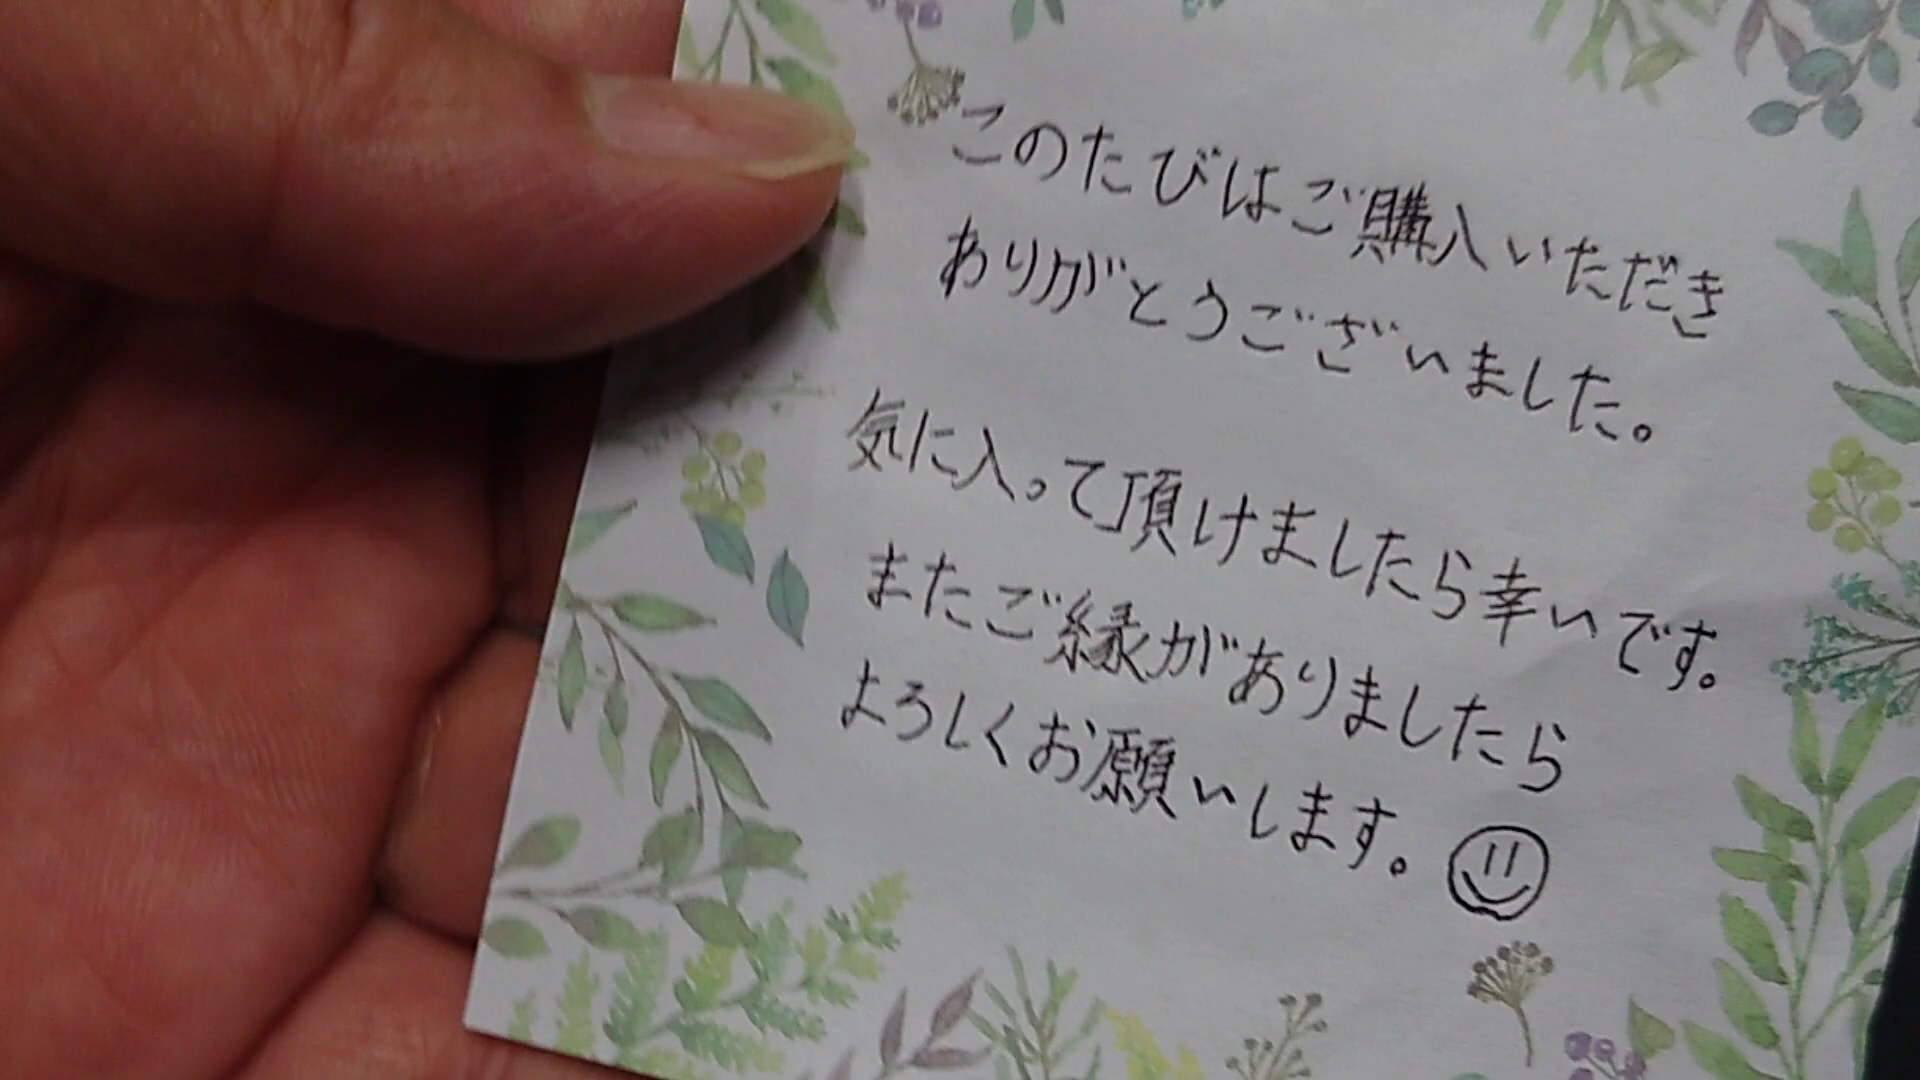 このたびはご購入いただき
ありがとうございました。
気に入って頂けましたら幸いです。
またご縁がありましたら
よろしくお願いします。